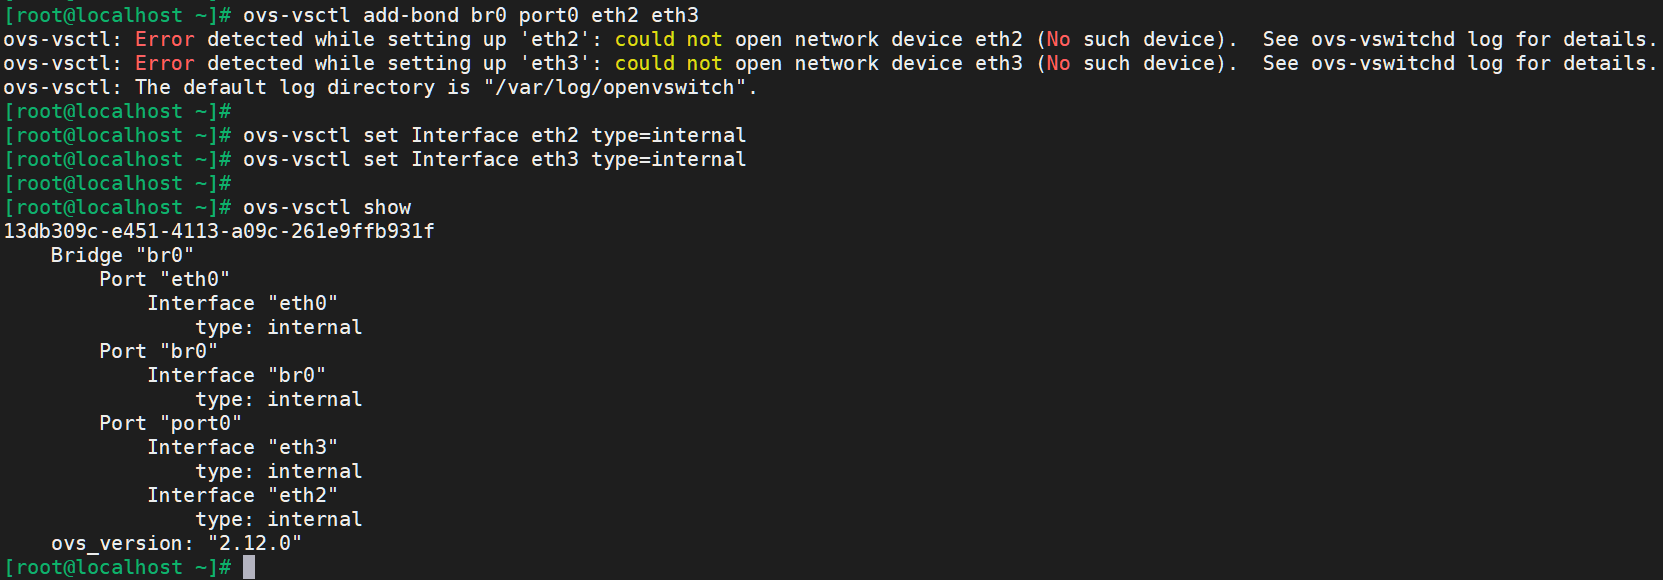 [root@localhost ~]# ovs-vsctl add-bond br0 port0 eth2 eth3
ovs-vsctl: Error detected while setting up 'eth2': could not open network device eth2 (No such device).  See ovs-vswitchd log for details.
ovs-vsctl: Error detected while setting up 'eth3': could not open network device eth3 (No such device).  See ovs-vswitchd log for details.
ovs-vsctl: The default log directory is "/var/log/openvswitch".
[root@localhost ~]#
[root@localhost ~]# ovs-vsctl set Interface eth2 type=internal
[root@localhost ~]# ovs-vsctl set Interface eth3 type=internal
[root@localhost ~]#
[root@localhost ~]# ovs-vsctl show
13db309c-e451-4113-a09c-261e9ffb931f
    Bridge "br0"
        Port "eth0"
            Interface "eth0"
                type: internal
        Port "br0"
            Interface "br0"
                type: internal
        Port "port0"
            Interface "eth3"
                type: internal
            Interface "eth2"
                type: internal
    ovs_version: "2.12.0"
[root@localhost ~]#